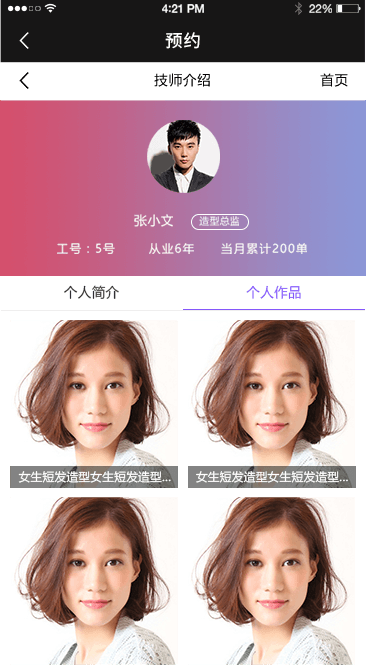 4:21 PM 22%
预约
技师介绍 首页
张小文 造型总监
工号：5号 从业6年 当月累计200单
个人简介 个人作品
女生短发造型女生短发造型... 女生短发造型女生短发造型...